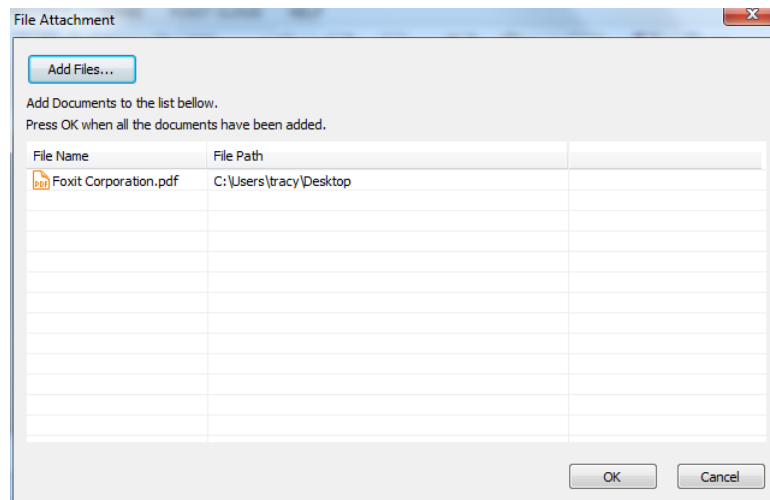 File Attachment
Add Files...
Add Documents to the list bellow.
Press OK when all the documents have been added.
File Name File Path
PDF Foxit Corporation.pdf C:\Users\tracy\Desktop
OK Cancel